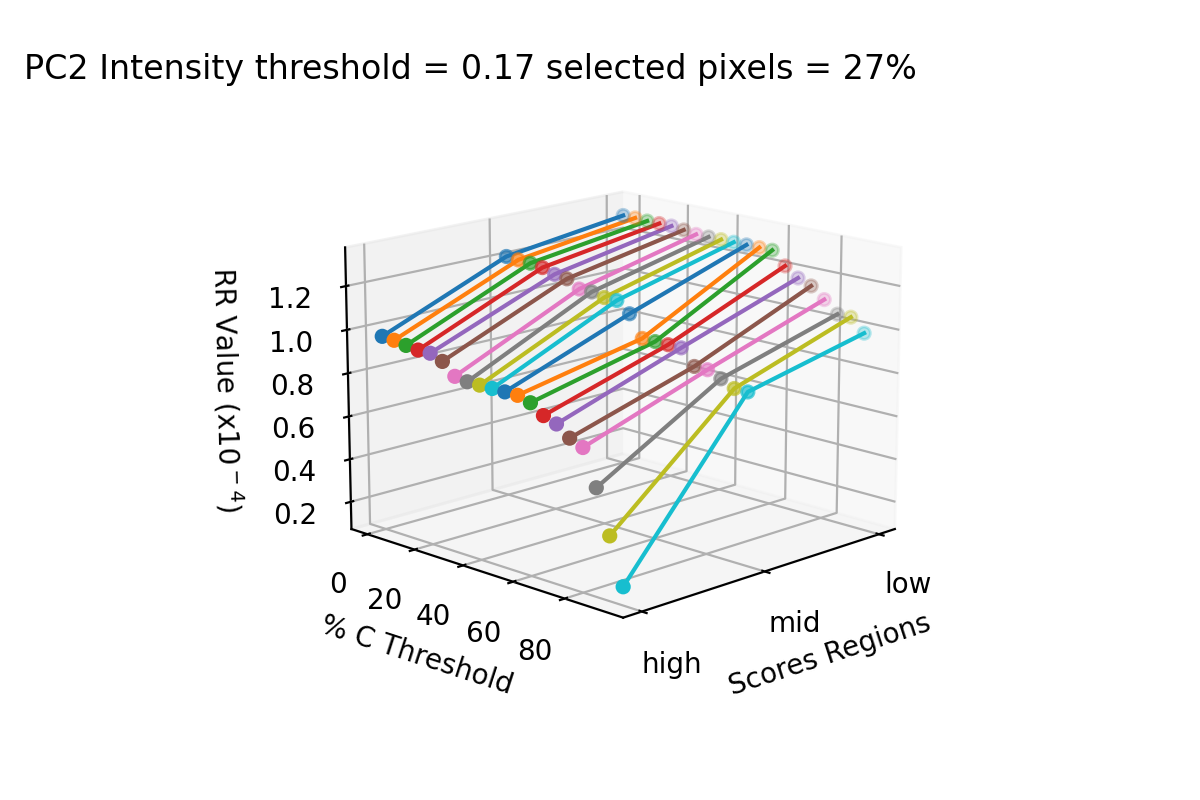 PC2 Intensity threshold = 0.17 selected pixels = 27%
RR Value (x10⁻⁴)
1.2
1.0
0.8
0.6
0.4
0.2
0
20
40
60
80
% C Threshold
high
mid
low
Scores Regions